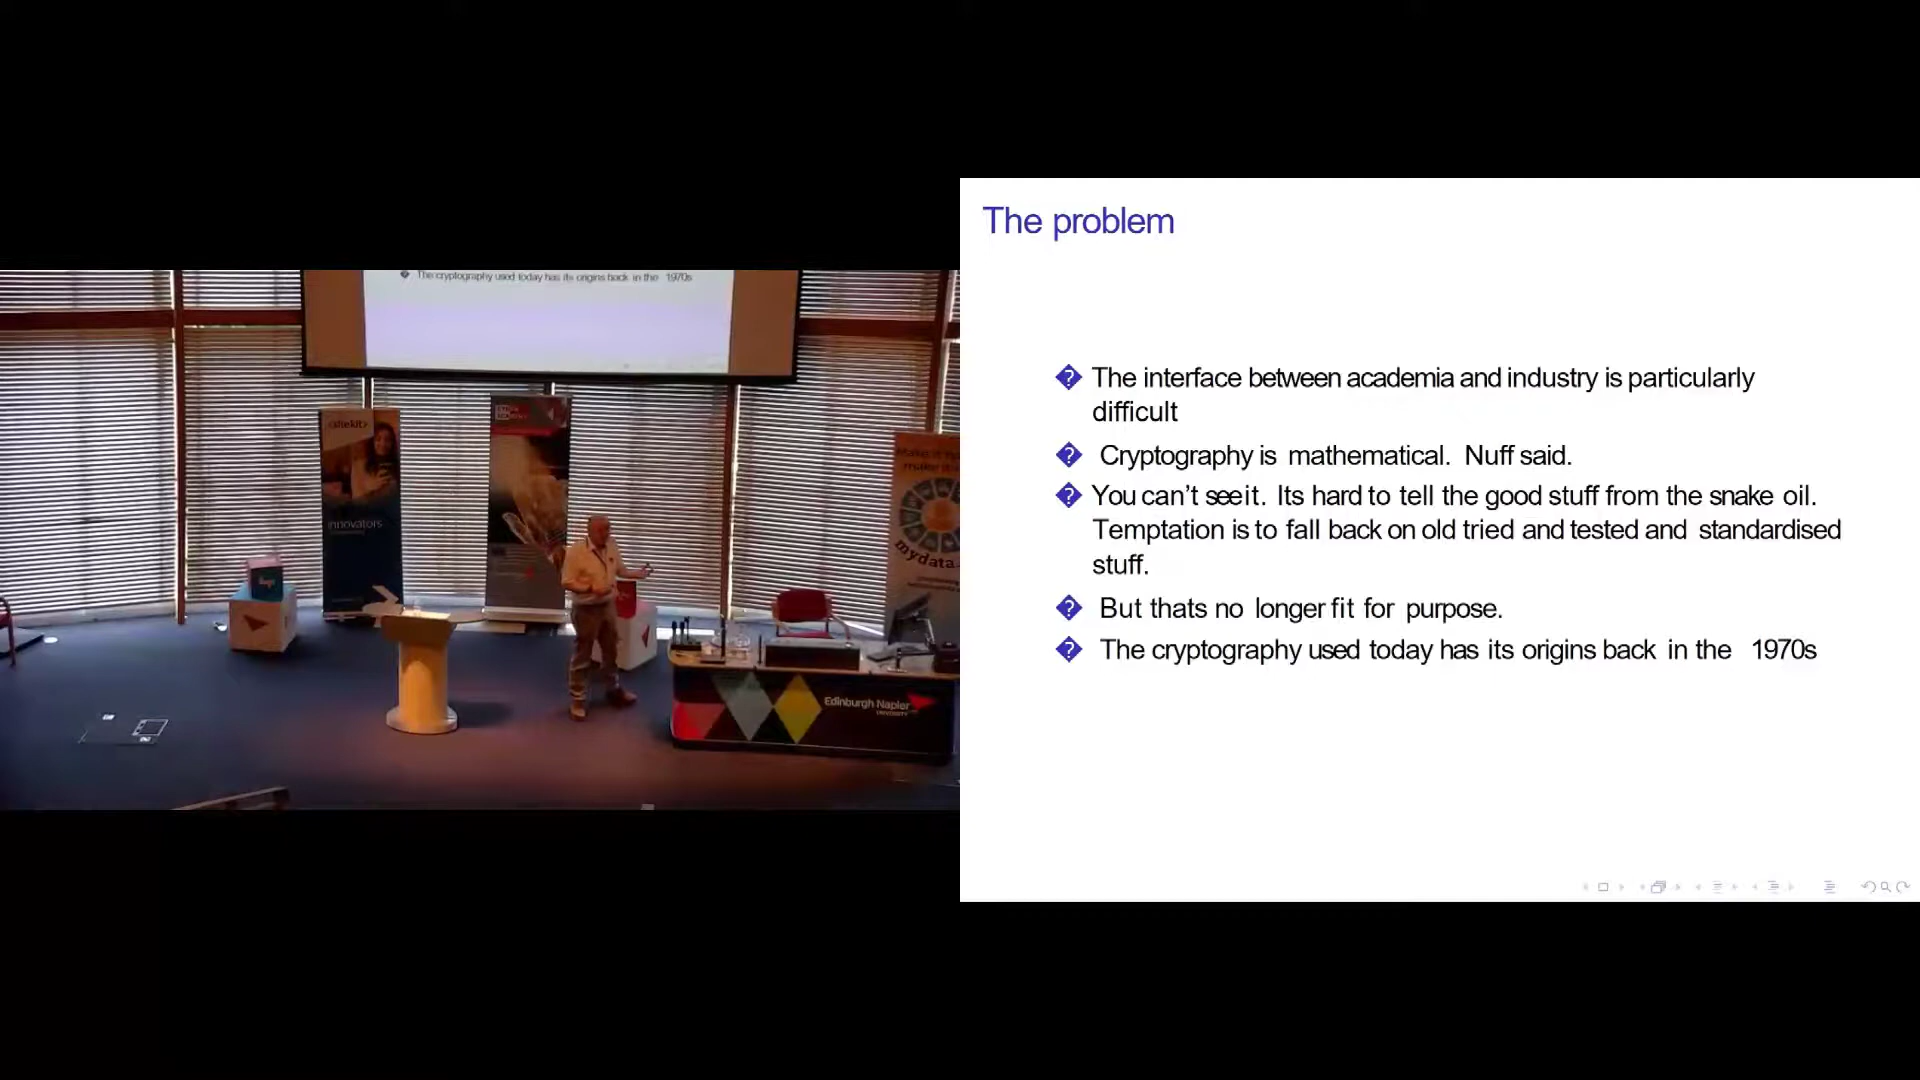 The cryptography used today has its origins back in the 1970s
innovators
mydata
Edinburgh Napier
UNIVERSITY
The problem
The interface between academia and industry is particularly
difficult
Cryptography is mathematical. Nuff said.
You can't see it. Its hard to tell the good stuff from the snake oil.
Temptation is to fall back on old tried and tested and standardised
stuff.
But thats no longer fit for purpose.
The cryptography used today has its origins back in the 1970s